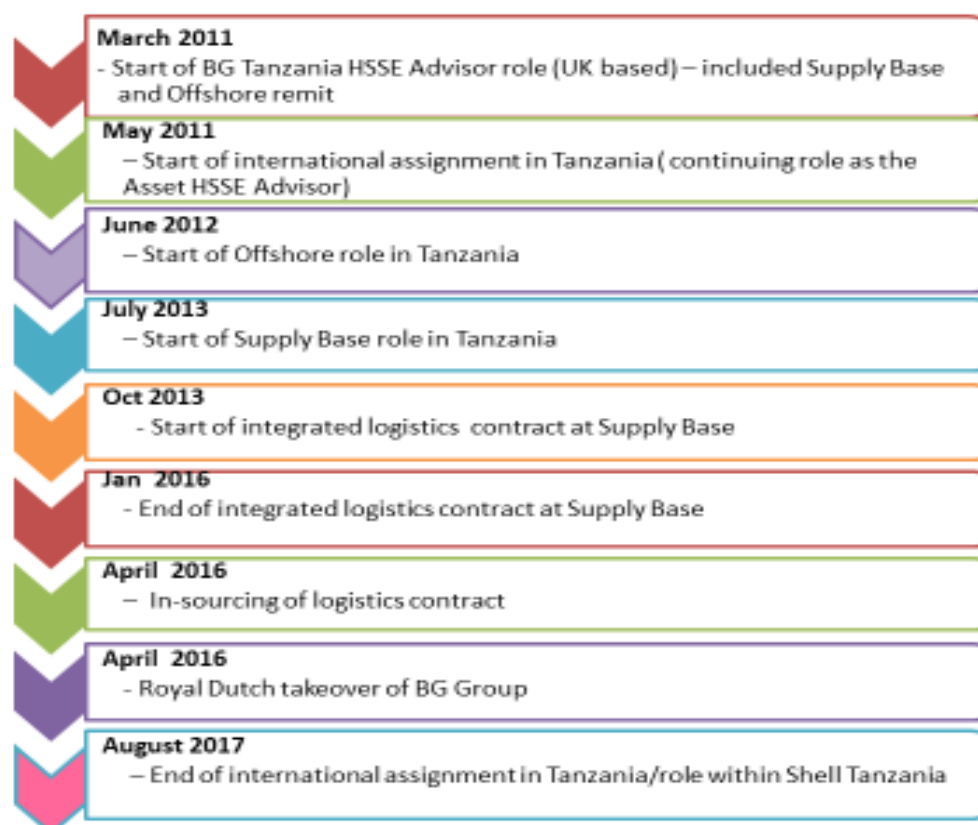 March 2011
- Start of BG Tanzania HSSE Advisor role (UK based) – included Supply Base
and Offshore remit
May 2011
– Start of international assignment in Tanzania ( continuing role as the
Asset HSSE Advisor)
June 2012
– Start of Offshore role in Tanzania
July 2013
– Start of Supply Base role in Tanzania
Oct 2013
- Start of integrated logistics contract at Supply Base
Jan 2016
- End of integrated logistics contract at Supply Base
April 2016
– In-sourcing of logistics contract
April 2016
- Royal Dutch takeover of BG Group
August 2017
– End of international assignment in Tanzania/role within Shell Tanzania